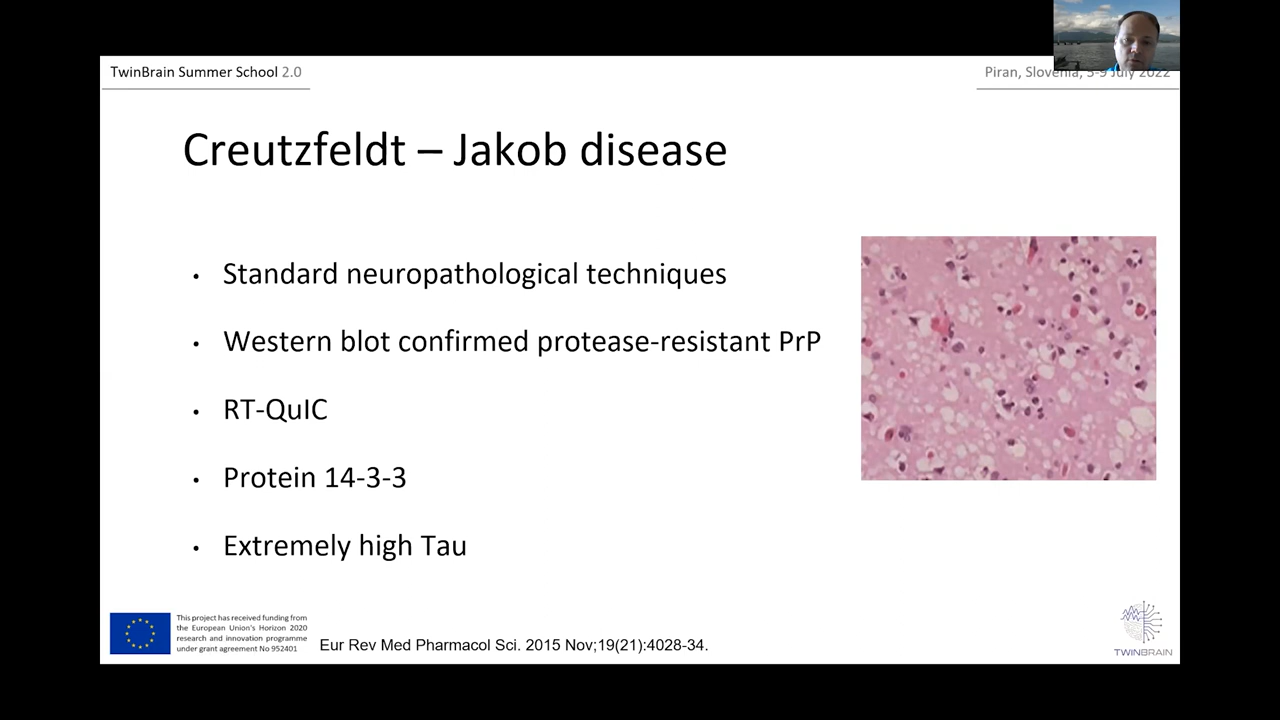 TwinBrain Summer School 2.0
Piran, Slovenia, 5-9 July 2022
Creutzfeldt – Jakob disease
• Standard neuropathological techniques
• Western blot confirmed protease-resistant PrP
• RT-QuIC
• Protein 14-3-3
• Extremely high Tau
This project has received funding from
the European Union's Horizon 2020
research and innovation programme
under grant agreement No 952401
Eur Rev Med Pharmacol Sci. 2015 Nov;19(21):4028-34.
TWINBRAIN